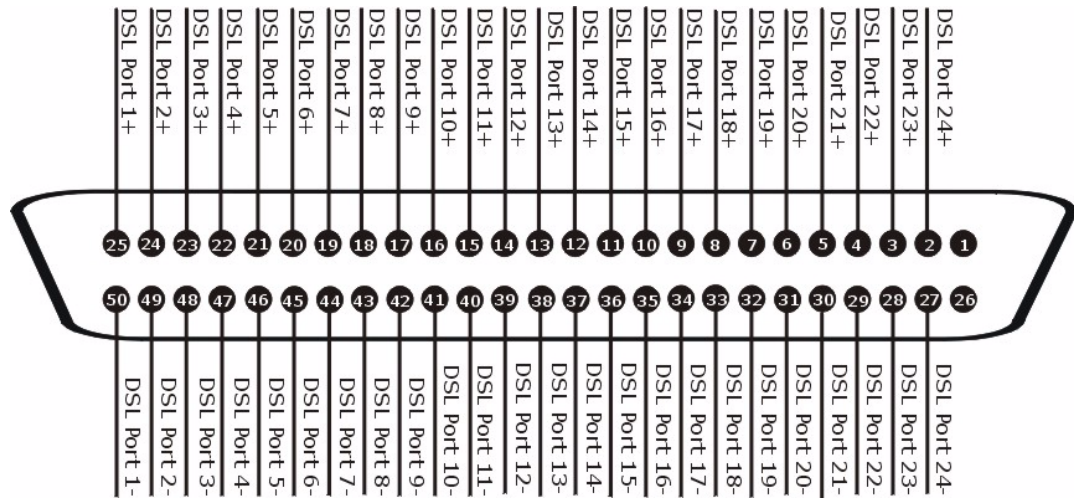 DSL Port 1+
DSL Port 2+
DSL Port 3+
DSL Port 4+
DSL Port 5+
DSL Port 6+
DSL Port 7+
DSL Port 8+
DSL Port 9+
DSL Port 10+
DSL Port 11+
DSL Port 12+
DSL Port 13+
DSL Port 14+
DSL Port 15+
DSL Port 16+
DSL Port 17+
DSL Port 18+
DSL Port 19+
DSL Port 20+
DSL Port 21+
DSL Port 22+
DSL Port 23+
DSL Port 24+
25 24 23 22 21 20 19 18 17 16 15 14 13 12 11 10 9 8 7 6 5 4 3 2 1
50 49 48 47 46 45 44 43 42 41 40 39 38 37 36 35 34 33 32 31 30 29 28 27 26
DSL Port 1-
DSL Port 2-
DSL Port 3-
DSL Port 4-
DSL Port 5-
DSL Port 6-
DSL Port 7-
DSL Port 8-
DSL Port 9-
DSL Port 10-
DSL Port 11-
DSL Port 12-
DSL Port 13-
DSL Port 14-
DSL Port 15-
DSL Port 16-
DSL Port 17-
DSL Port 18-
DSL Port 19-
DSL Port 20-
DSL Port 21-
DSL Port 22-
DSL Port 23-
DSL Port 24-